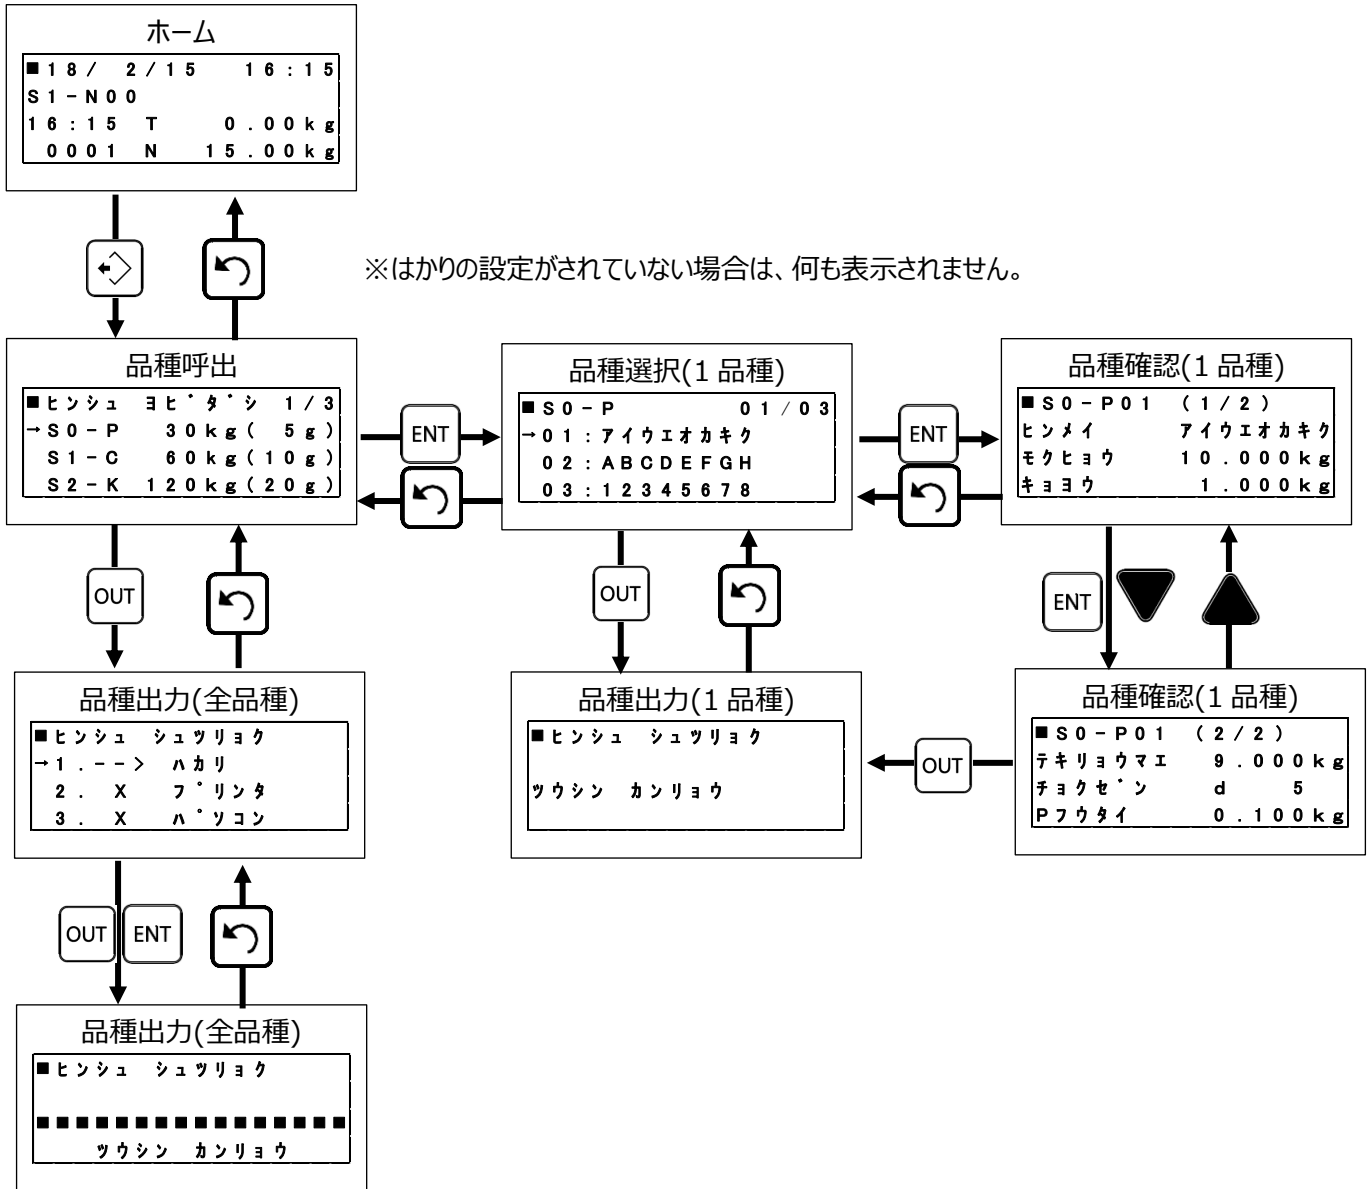 ホーム
■18/ 2/15 16:15
S1-N00
16:15 T 0.00kg
0001 N 15.00kg
※はかりの設定がされていない場合は、何も表示されません。
品種呼出
■ヒンシュ ヨビダシ 1/3
→S0-P 30kg( 5g)
S1-C 60kg(10g)
S2-K 120kg(20g)
ENT
品種選択(1品種)
■S0-P 01/03
→01:アイウエオカキク
02:ABCDEFGH
03:12345678
ENT
品種確認(1品種)
■S0-P01 (1/2)
ヒンメイ アイウエオカキク
モクヒョウ 10.000kg
キョヨウ 1.000kg
OUT
OUT
ENT
品種出力(全品種)
■ヒンシュ シュツリョク
→1.--> ハカリ
2. X プリンタ
3. X パソコン
品種出力(1品種)
■ヒンシュ シュツリョク
ツウシン カンリョウ
OUT
品種確認(1品種)
■S0-P01 (2/2)
テキリョウマエ 9.000kg
チョクゼン d 5
Pフウタイ 0.100kg
OUT ENT
品種出力(全品種)
■ヒンシュ シュツリョク
■■■■■■■■■■■■■■■■
ツウシン カンリョウ